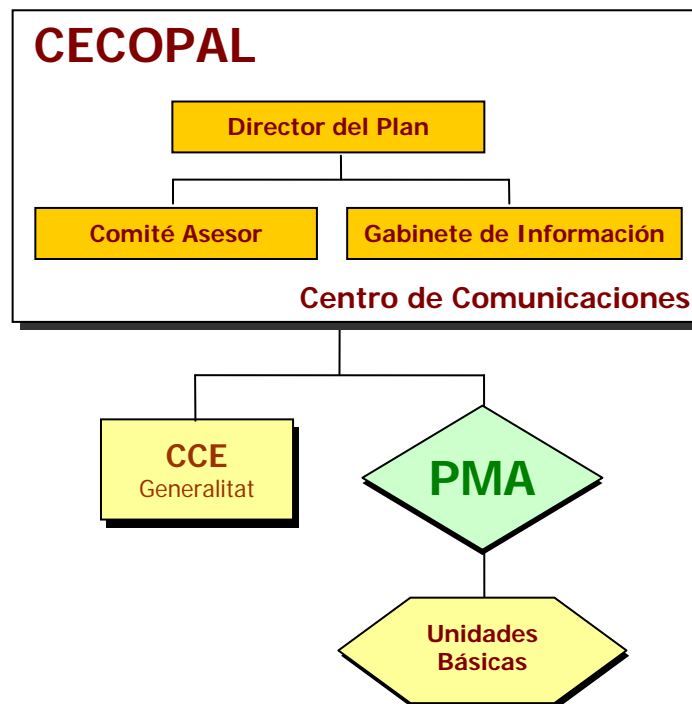 CECOPAL
Director del Plan
Comité Asesor
Gabinete de Información
Centro de Comunicaciones
CCE
Generalitat
PMA
Unidades
Básicas